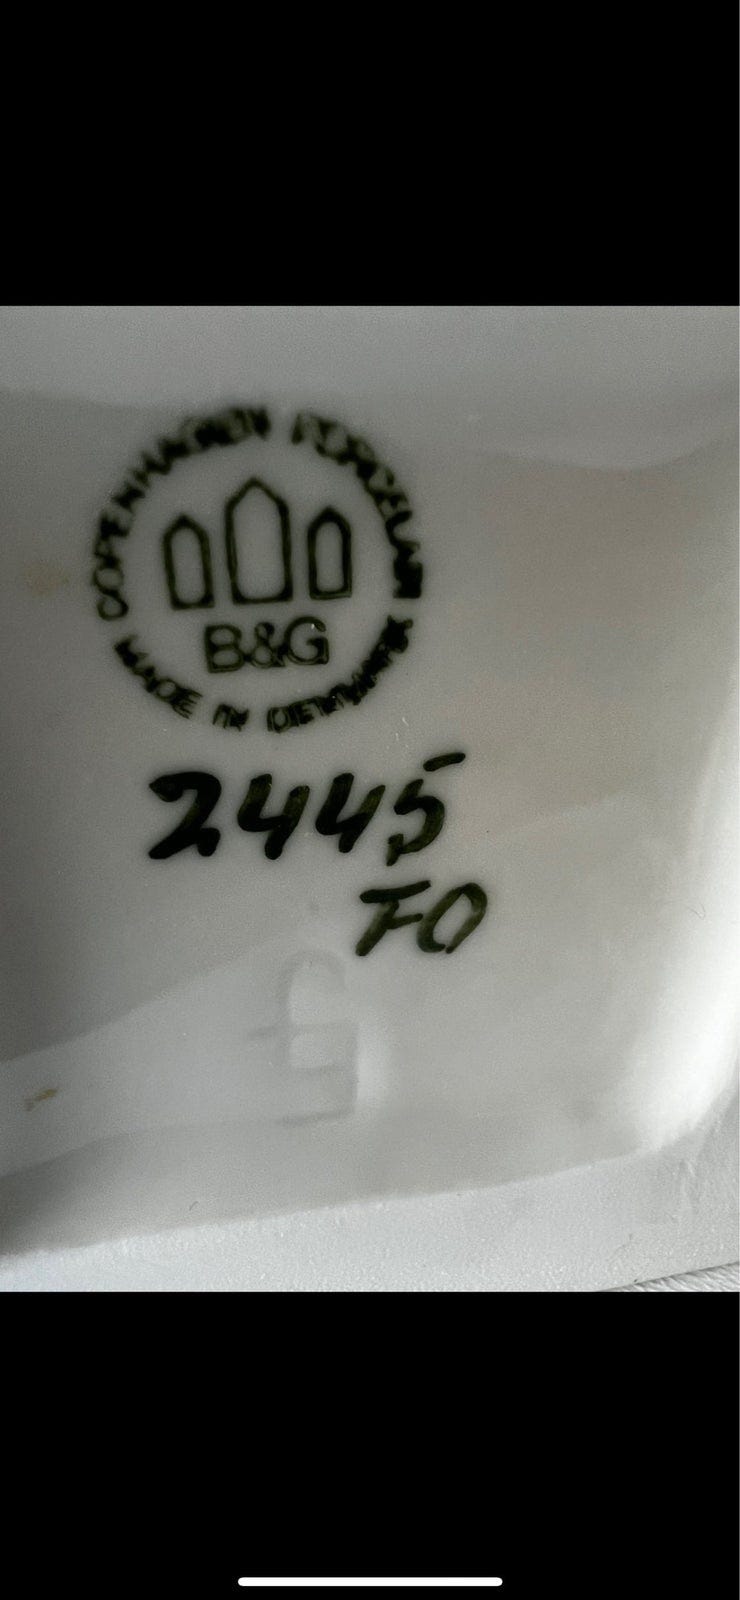 COPENHAGEN PORCELAIN
B&G
MADE IN DENMARK
2445
FO